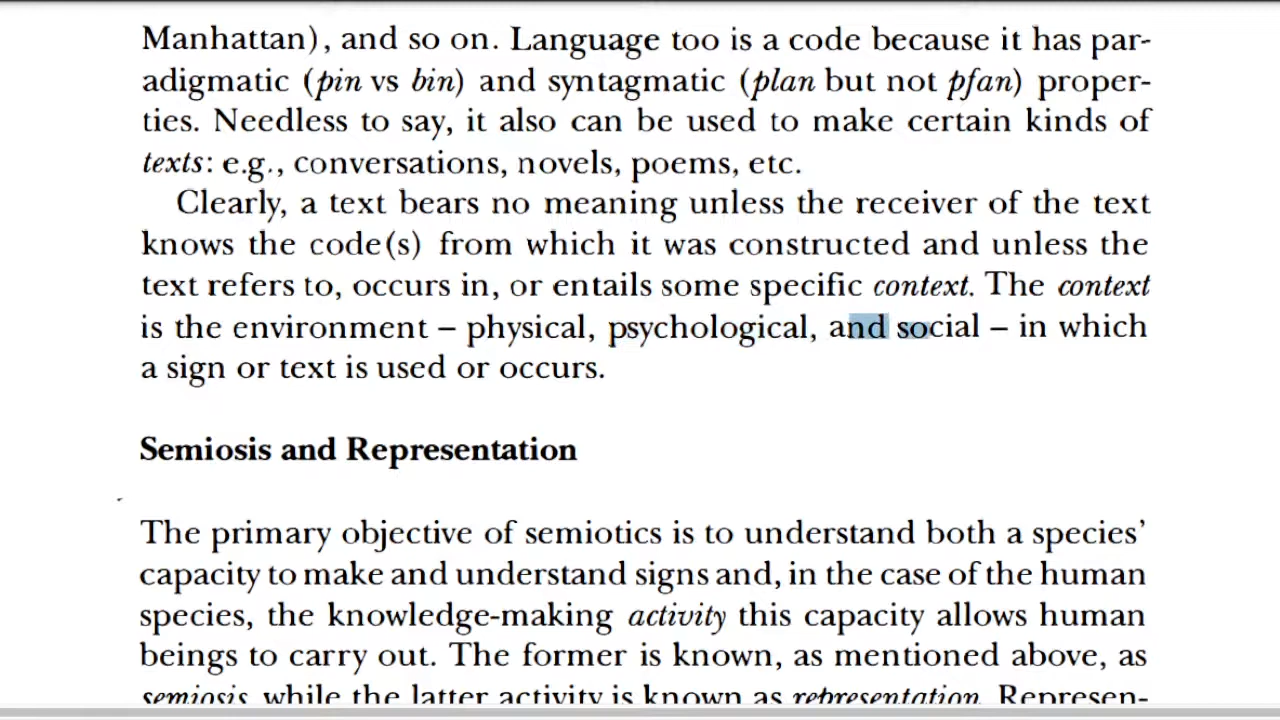 Manhattan), and so on. Language too is a code because it has par-
adigmatic (pin vs bin) and syntagmatic (plan but not pfan) proper-
ties. Needless to say, it also can be used to make certain kinds of
texts: e.g., conversations, novels, poems, etc.
Clearly, a text bears no meaning unless the receiver of the text
knows the code(s) from which it was constructed and unless the
text refers to, occurs in, or entails some specific context. The context
is the environment – physical, psychological, and social – in which
a sign or text is used or occurs.
Semiosis and Representation
The primary objective of semiotics is to understand both a species’
capacity to make and understand signs and, in the case of the human
species, the knowledge-making activity this capacity allows human
beings to carry out. The former is known, as mentioned above, as
semiosis while the latter activity is known as representation. Represen-